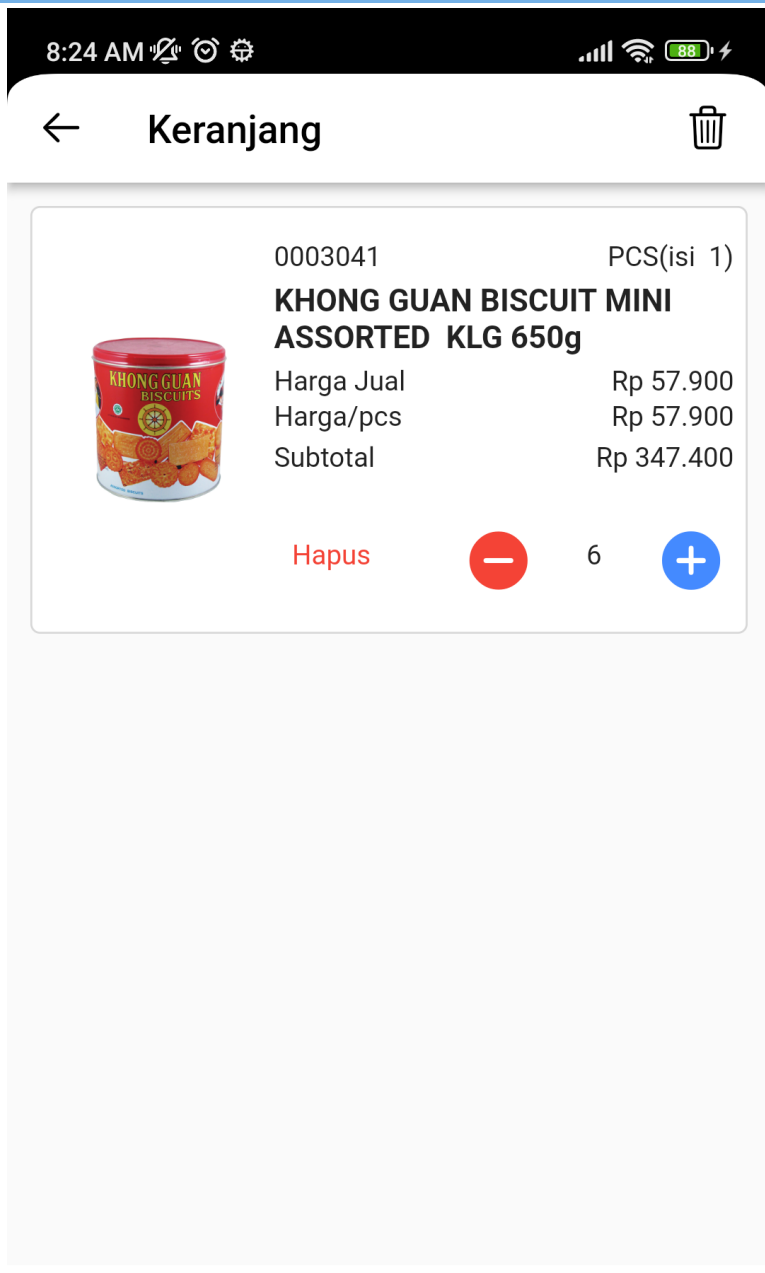 8:24 AM
88
Keranjang
0003041 PCS(isi 1)
KHONG GUAN BISCUIT MINI
ASSORTED KLG 650g
KHONG GUAN
BISCUITS
Harga Jual Rp 57.900
Harga/pcs Rp 57.900
Subtotal Rp 347.400
Hapus 6